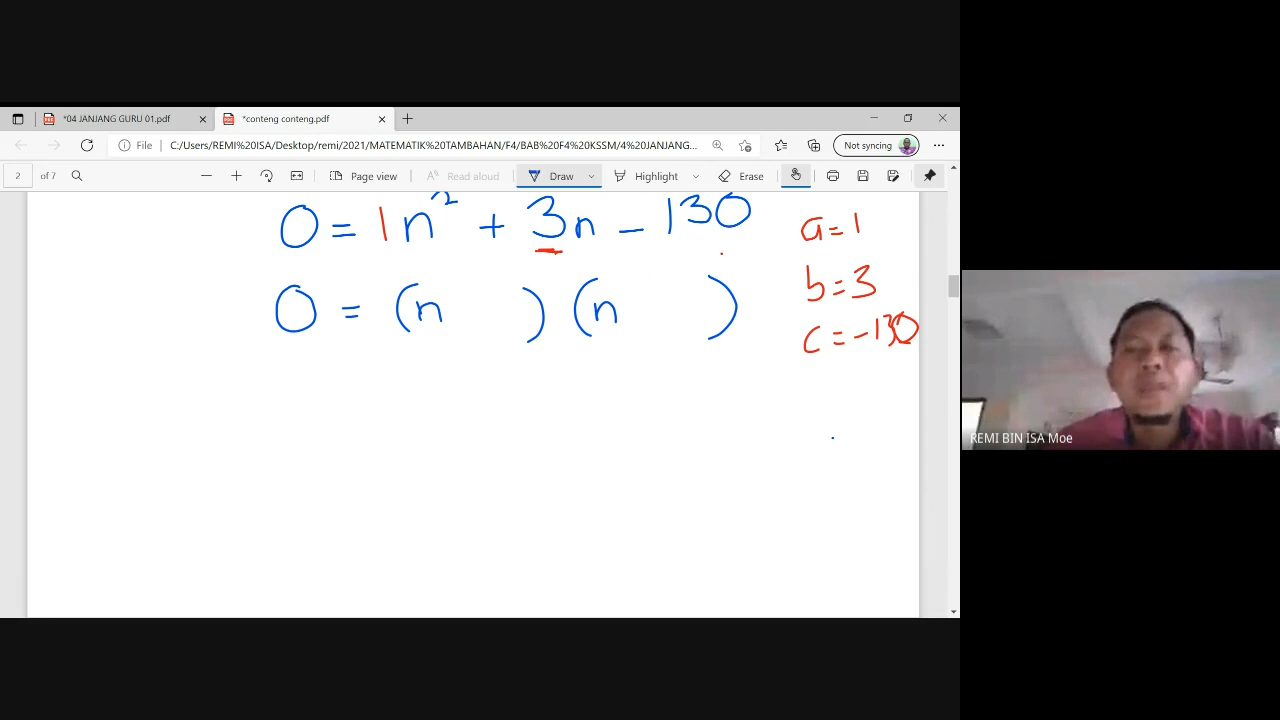 *04 JANJANG GURU 01.pdf
*conteng conteng.pdf
File
C:/Users/REMI%20ISA/Desktop/remi/2021/MATEMATIK%20TAMBAHAN/F4/BAB%20F4%20KSSM/4%20JANJANG...
Not syncing
2 of 7
Page view
Read aloud
Draw
Highlight
Erase
0 = 1n² + 3n - 130
a = 1
0 = (n ) (n )
b = 3
c = -130
REMI BIN ISA Moe